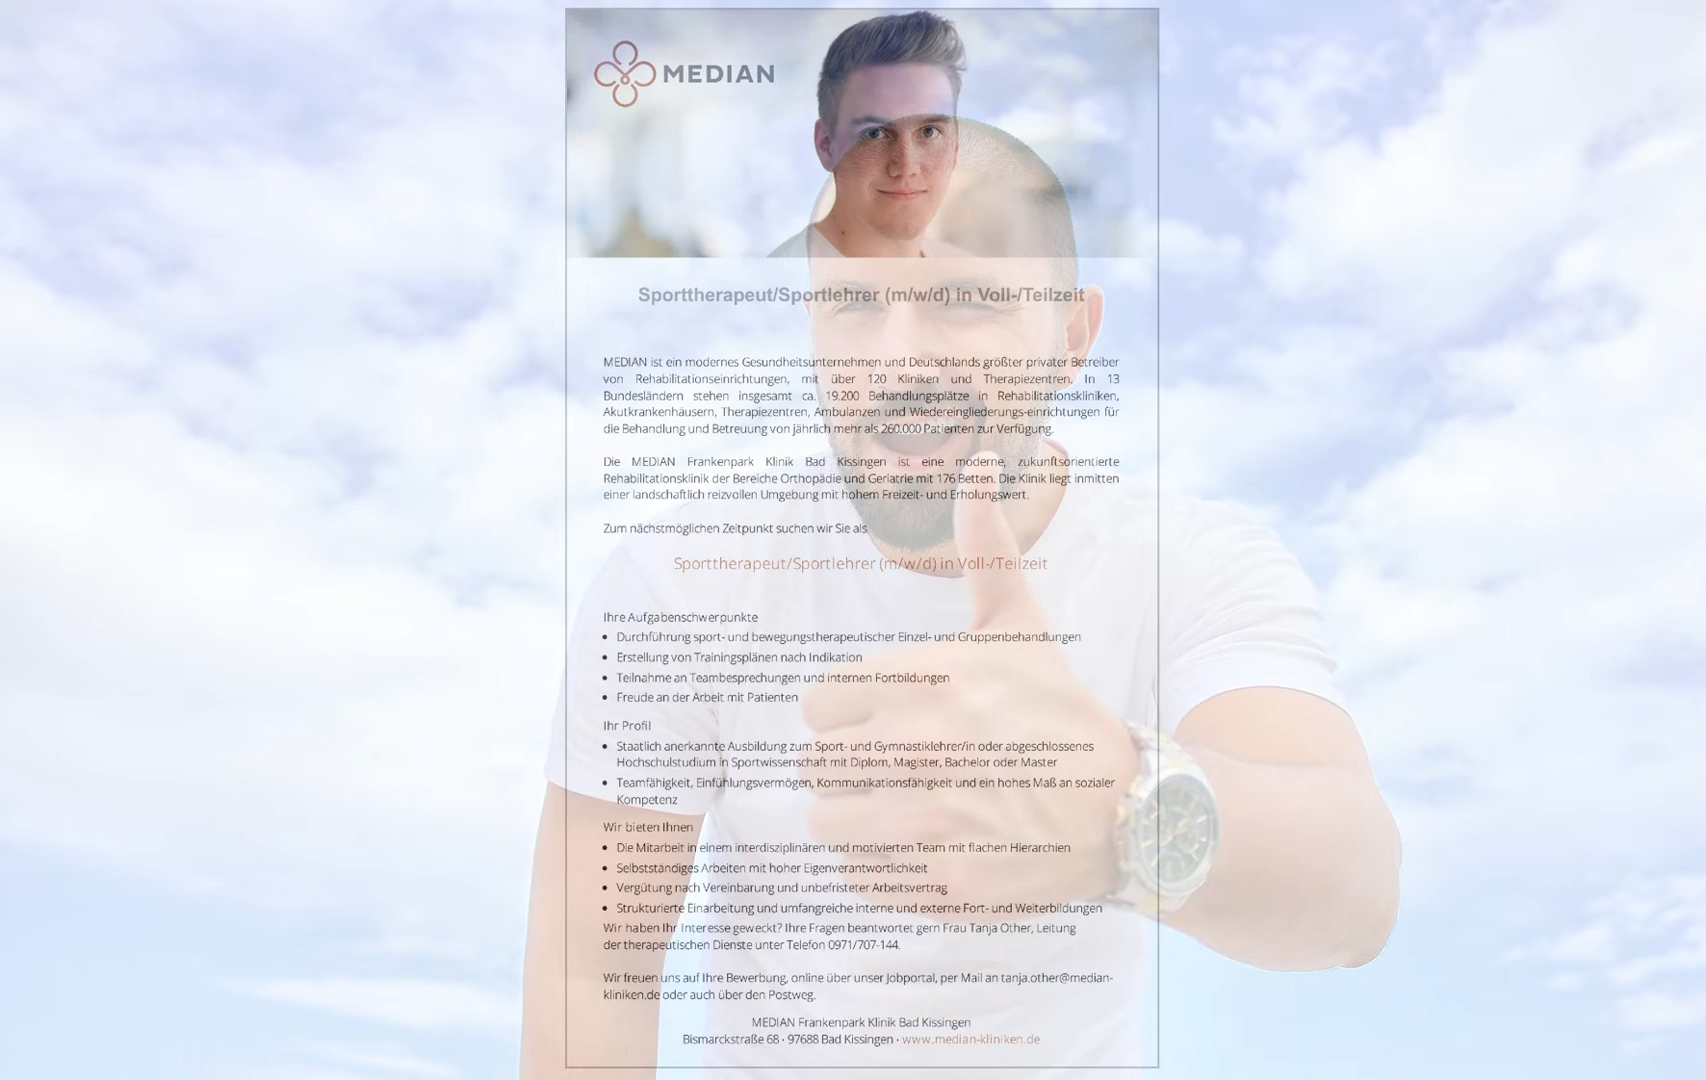 MEDIAN
Sporttherapeut/Sportlehrer (m/w/d) in Voll-/Teilzeit
MEDIAN ist ein modernes Gesundheitsunternehmen und Deutschlands größter privater Betreiber
von Rehabilitationseinrichtungen, mit über 120 Kliniken und Therapiezentren. In 13
Bundesländern stehen insgesamt ca. 19.200 Behandlungsplätze in Rehabilitationskliniken,
Akutkrankenhäusern, Therapiezentren, Ambulanzen und Wiedereingliederungs-einrichtungen für
die Behandlung und Betreuung von jährlich mehr als 260.000 Patienten zur Verfügung.
Die MEDIAN Frankenpark Klinik Bad Kissingen ist eine moderne, zukunftsorientierte
Rehabilitationsklinik der Bereiche Orthopädie und Geriatrie mit 176 Betten. Die Klinik liegt inmitten
einer landschaftlich reizvollen Umgebung mit hohem Freizeit- und Erholungswert.
Zum nächstmöglichen Zeitpunkt suchen wir Sie als
Sporttherapeut/Sportlehrer (m/w/d) in Voll-/Teilzeit
Ihre Aufgabenschwerpunkte
• Durchführung sport- und bewegungstherapeutischer Einzel- und Gruppenbehandlungen
• Erstellung von Trainingsplänen nach Indikation
• Teilnahme an Teambesprechungen und internen Fortbildungen
• Freude an der Arbeit mit Patienten
Ihr Profil
• Staatlich anerkannte Ausbildung zum Sport- und Gymnastiklehrer/in oder abgeschlossenes
Hochschulstudium in Sportwissenschaft mit Diplom, Magister, Bachelor oder Master
• Teamfähigkeit, Einfühlungsvermögen, Kommunikationsfähigkeit und ein hohes Maß an sozialer
Kompetenz
Wir bieten Ihnen
• Die Mitarbeit in einem interdisziplinären und motivierten Team mit flachen Hierarchien
• Selbstständiges Arbeiten mit hoher Eigenverantwortlichkeit
• Vergütung nach Vereinbarung und unbefristeter Arbeitsvertrag
• Strukturierte Einarbeitung und umfangreiche interne und externe Fort- und Weiterbildungen
Wir haben Ihr Interesse geweckt? Ihre Fragen beantwortet gern Frau Tanja Other, Leitung
der therapeutischen Dienste unter Telefon 0971/707-144.
Wir freuen uns auf Ihre Bewerbung, online über unser Jobportal, per Mail an tanja.other@median-
kliniken.de oder auch über den Postweg.
MEDIAN Frankenpark Klinik Bad Kissingen
Bismarckstraße 68 · 97688 Bad Kissingen · www.median-kliniken.de